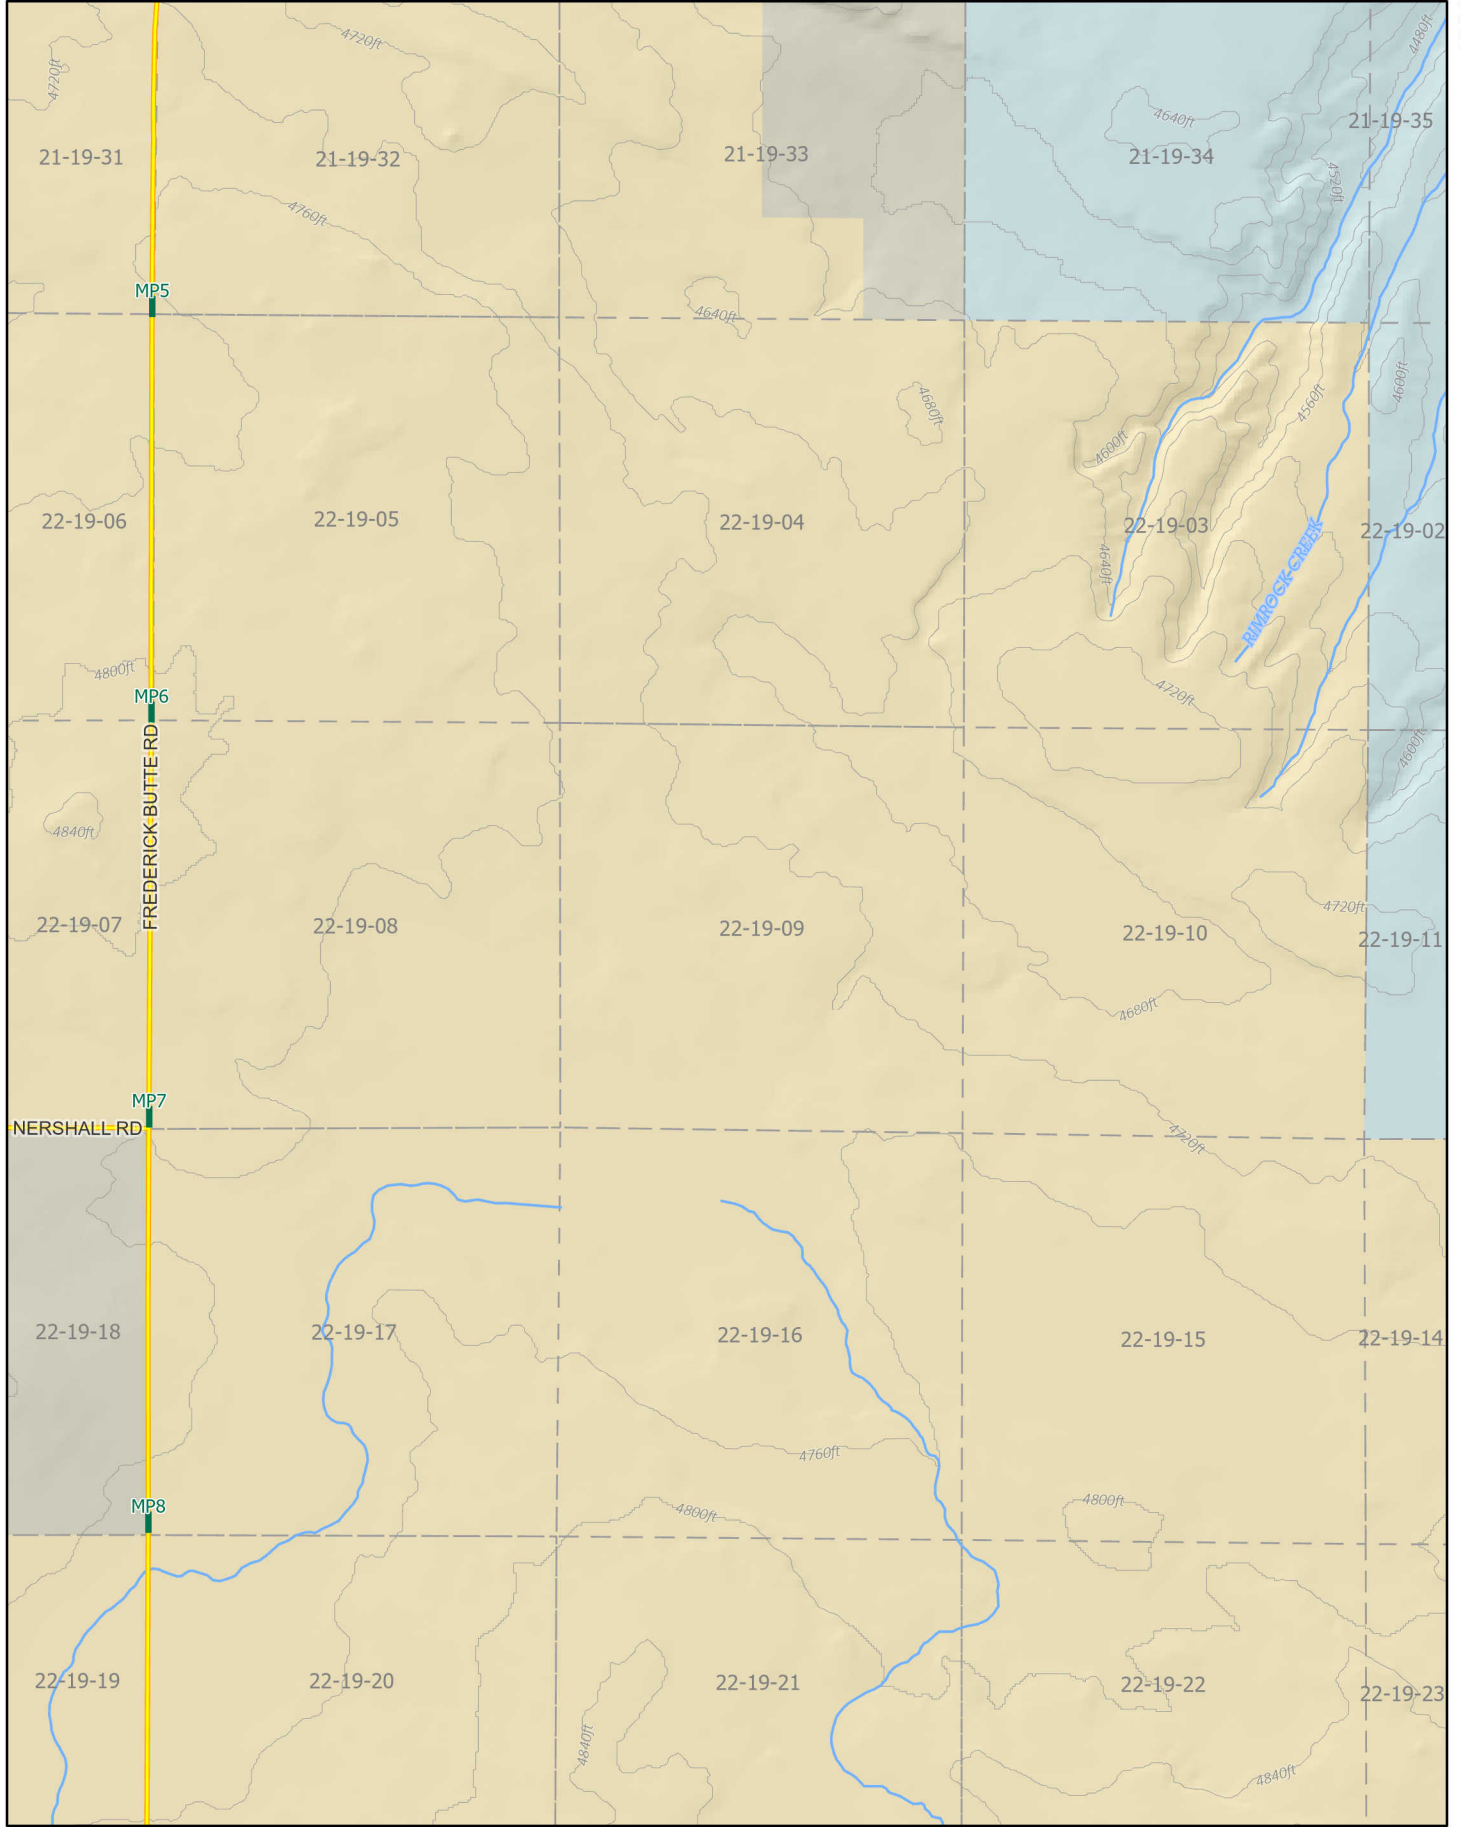 4720ft
4480ft
4720ft
4640ft
21-19-35
21-19-31
21-19-32
21-19-33
21-19-34
4520ft
4760ft
MP5
4640ft
4600ft
4680ft
4560ft
4600ft
22-19-06
22-19-05
22-19-04
22-19-03
22-19-02
4640ft
RIMROCK CREEK
4800ft
MP6
4720ft
4600ft
FREDERICK BUTTE RD
4840ft
4720ft
22-19-07
22-19-08
22-19-09
22-19-10
22-19-11
4680ft
MP7
NERSHALL RD
4720ft
22-19-18
22-19-17
22-19-16
22-19-15
22-19-14
4760ft
MP8
4800ft
4800ft
22-19-19
22-19-20
22-19-21
22-19-22
22-19-23
4840ft
4840ft